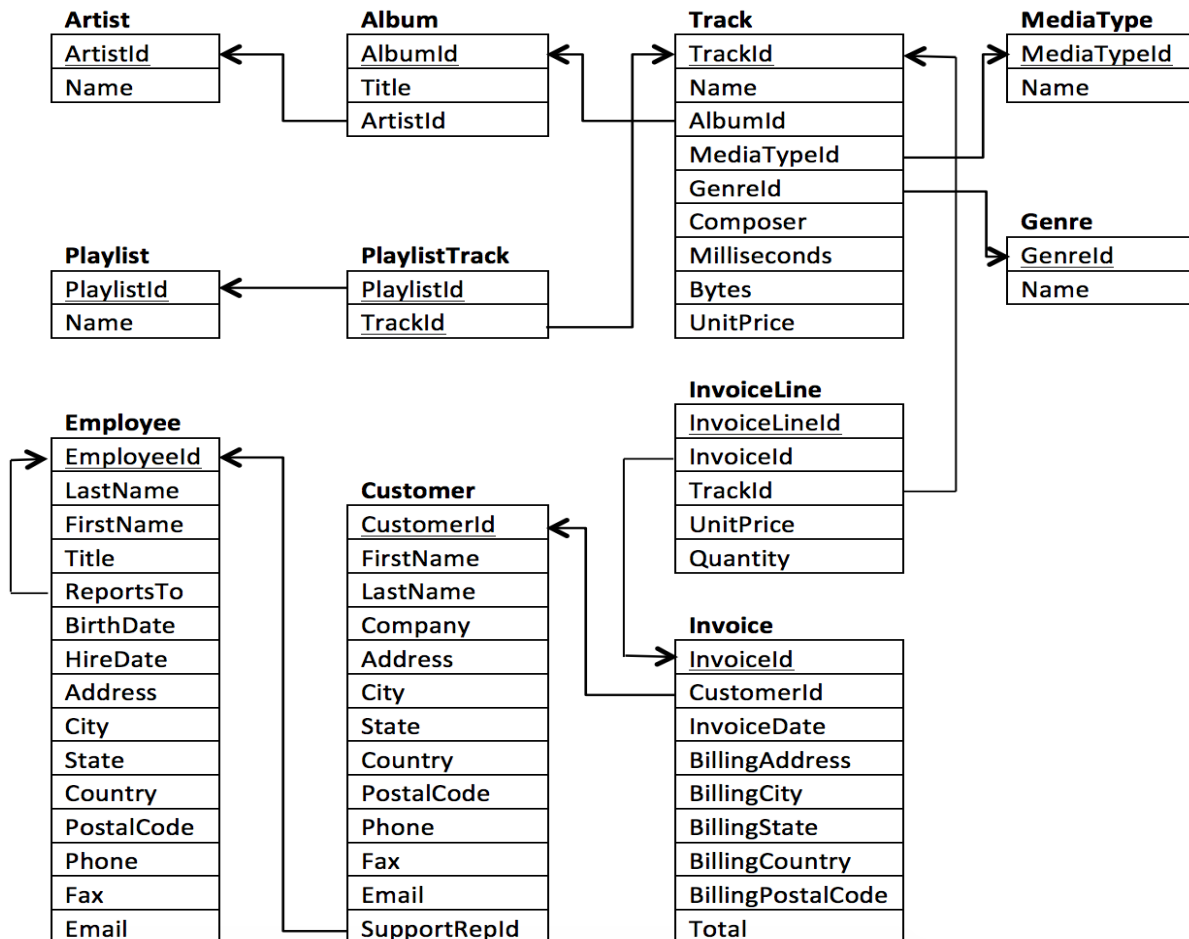 Artist
ArtistId
Name
Album
AlbumId
Title
ArtistId
Track
TrackId
Name
AlbumId
MediaTypeId
GenreId
Composer
Milliseconds
Bytes
UnitPrice
MediaType
MediaTypeId
Name
Genre
GenreId
Name
Playlist
PlaylistId
Name
PlaylistTrack
PlaylistId
TrackId
Employee
EmployeeId
LastName
FirstName
Title
ReportsTo
BirthDate
HireDate
Address
City
State
Country
PostalCode
Phone
Fax
Email
Customer
CustomerId
FirstName
LastName
Company
Address
City
State
Country
PostalCode
Phone
Fax
Email
SupportRepId
InvoiceLine
InvoiceLineId
InvoiceId
TrackId
UnitPrice
Quantity
Invoice
InvoiceId
CustomerId
InvoiceDate
BillingAddress
BillingCity
BillingState
BillingCountry
BillingPostalCode
Total